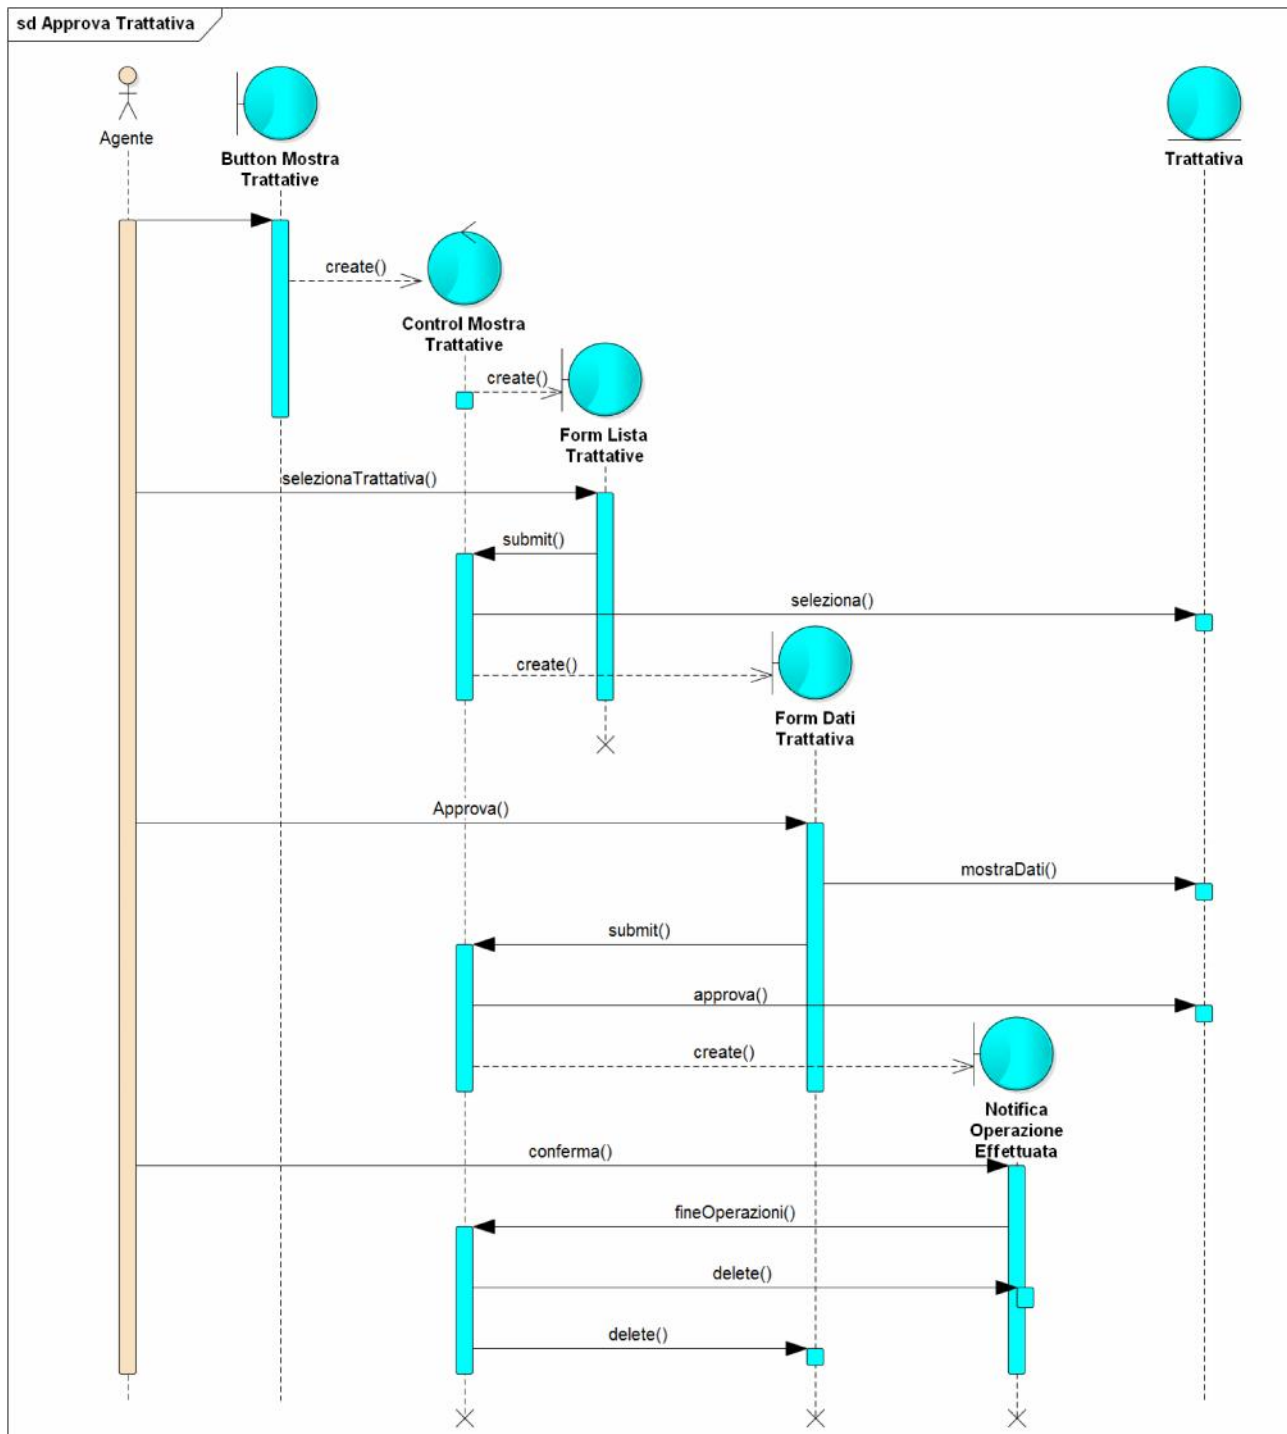 sd Approva Trattativa
Agente
Button Mostra
Trattative
Trattativa
create()
Control Mostra
Trattative
create()
Form Lista
Trattative
selezionaTrattativa()
submit()
seleziona()
create()
Form Dati
Trattativa
Approva()
mostraDati()
submit()
approva()
create()
Notifica
Operazione
Effettuata
conferma()
fineOperazioni()
delete()
delete()